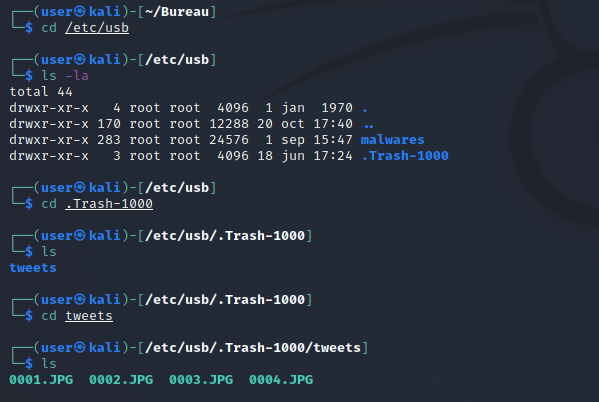 ┌──(user㉿kali)-[~/Bureau]
└─$ cd /etc/usb
┌──(user㉿kali)-[/etc/usb]
└─$ ls -la
total 44
drwxr-xr-x   4 root root  4096  1 jan  1970 .
drwxr-xr-x 170 root root 12288 20 oct 17:40 ..
drwxr-xr-x 283 root root 24576  1 sep 15:47 malwares
drwxr-xr-x   3 root root  4096 18 jun 17:24 .Trash-1000
┌──(user㉿kali)-[/etc/usb]
└─$ cd .Trash-1000
┌──(user㉿kali)-[/etc/usb/.Trash-1000]
└─$ ls
tweets
┌──(user㉿kali)-[/etc/usb/.Trash-1000]
└─$ cd tweets
┌──(user㉿kali)-[/etc/usb/.Trash-1000/tweets]
└─$ ls
0001.JPG  0002.JPG  0003.JPG  0004.JPG